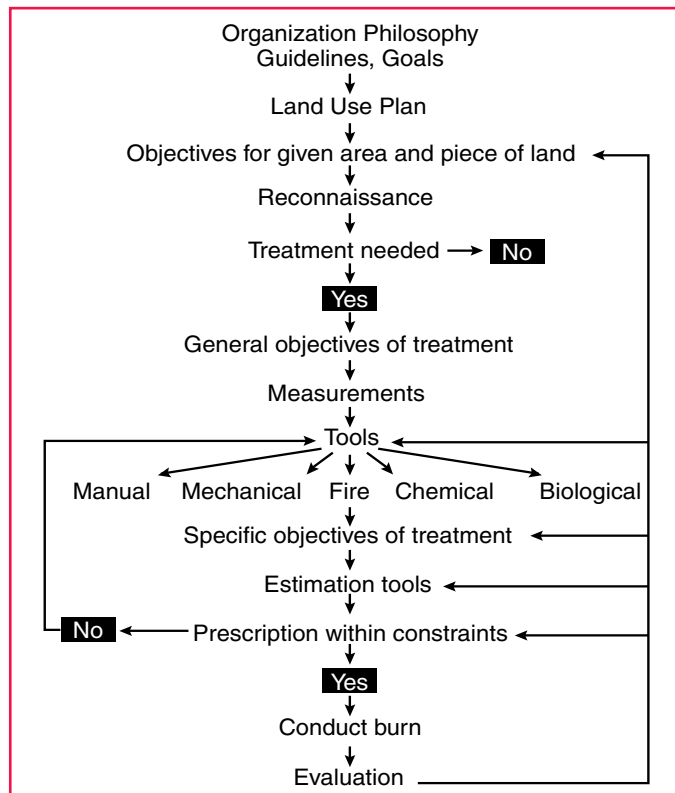 Organization Philosophy
Guidelines, Goals
Land Use Plan
Objectives for given area and piece of land
Reconnaissance
Treatment needed No
Yes
General objectives of treatment
Measurements
Tools
Manual Mechanical Fire Chemical Biological
Specific objectives of treatment
Estimation tools
No Prescription within constraints
Yes
Conduct burn
Evaluation